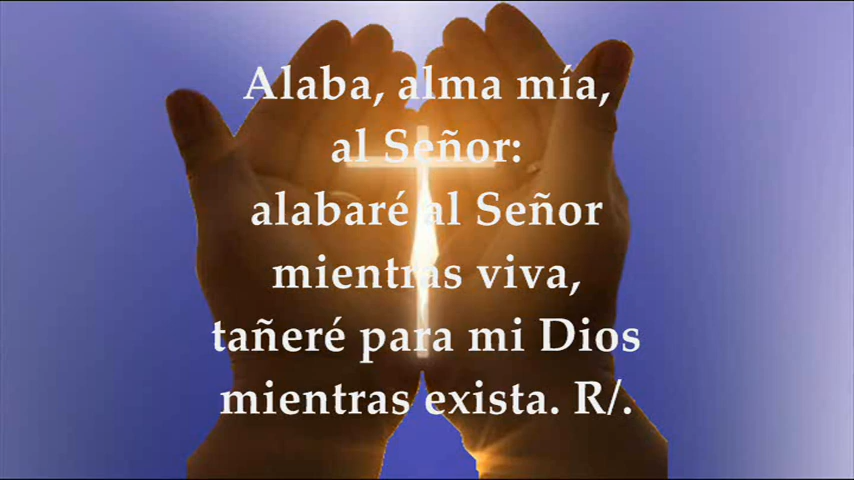 Alaba, alma mía,
al Señor:
alabaré al Señor
mientras viva,
tañeré para mi Dios
mientras exista. R/.